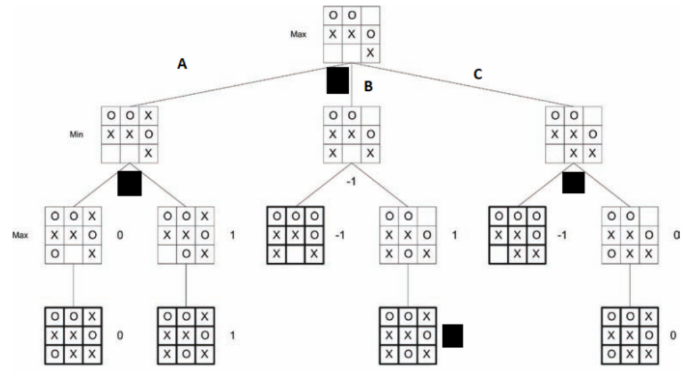 O O
Max X X O
X
A B C
O O X O O O O
Min X X O X X O X X O
X X X X X
-1
O O X O O X O O O O O O O O O O
Max X X O 0 X X O 1 X X O -1 X X O 1 X X O -1 X X O 0
O X O X X X X O X X X O X X
O O X O O X O O X O O X
X X O 0 X X O 1 X X O X X O 0
O X X X O X X O X O X X